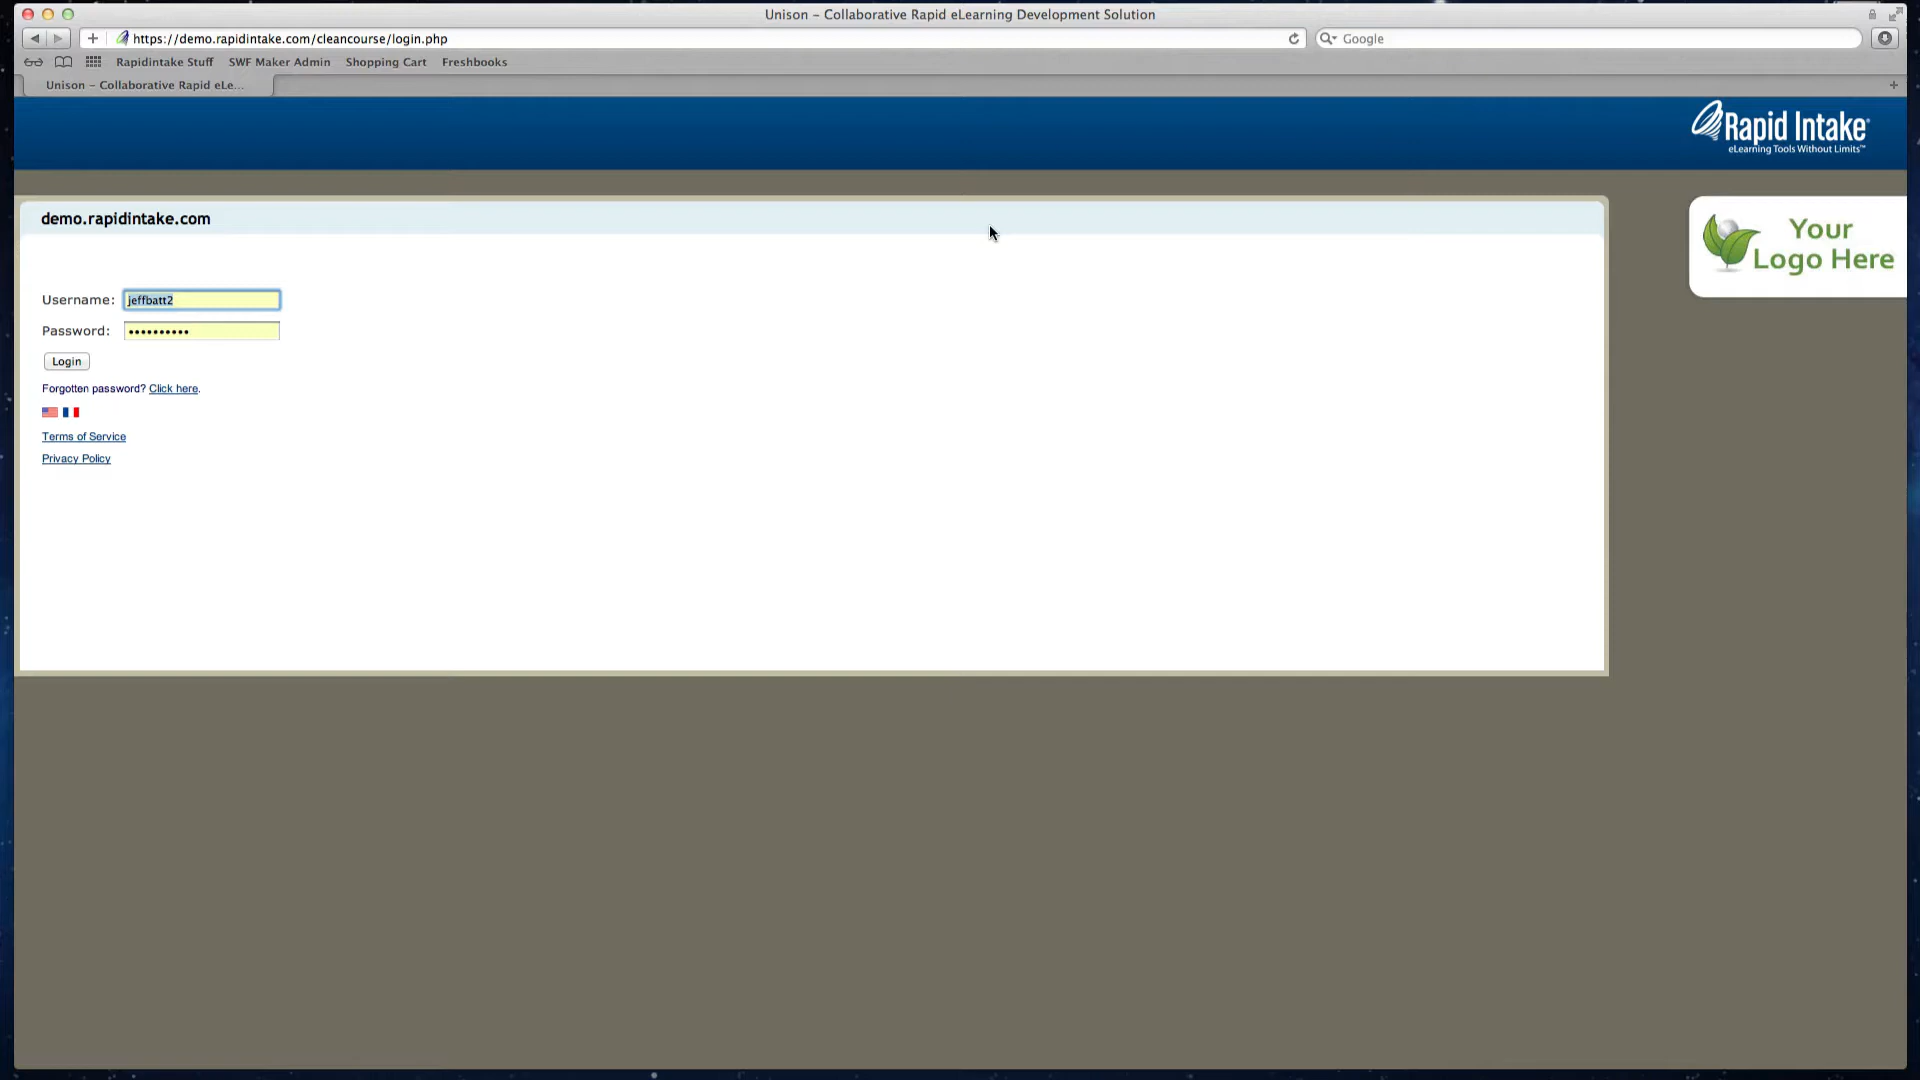 Unison – Collaborative Rapid eLearning Development Solution
https://demo.rapidintake.com/cleancourse/login.php
Google
Rapidintake Stuff SWF Maker Admin Shopping Cart Freshbooks
Unison – Collaborative Rapid eLe...
Rapid Intake
eLearning Tools Without Limits™
demo.rapidintake.com
Your
Logo Here
Username: jeffbatt2
Password: ••••••••••
Login
Forgotten password? Click here.
Terms of Service
Privacy Policy